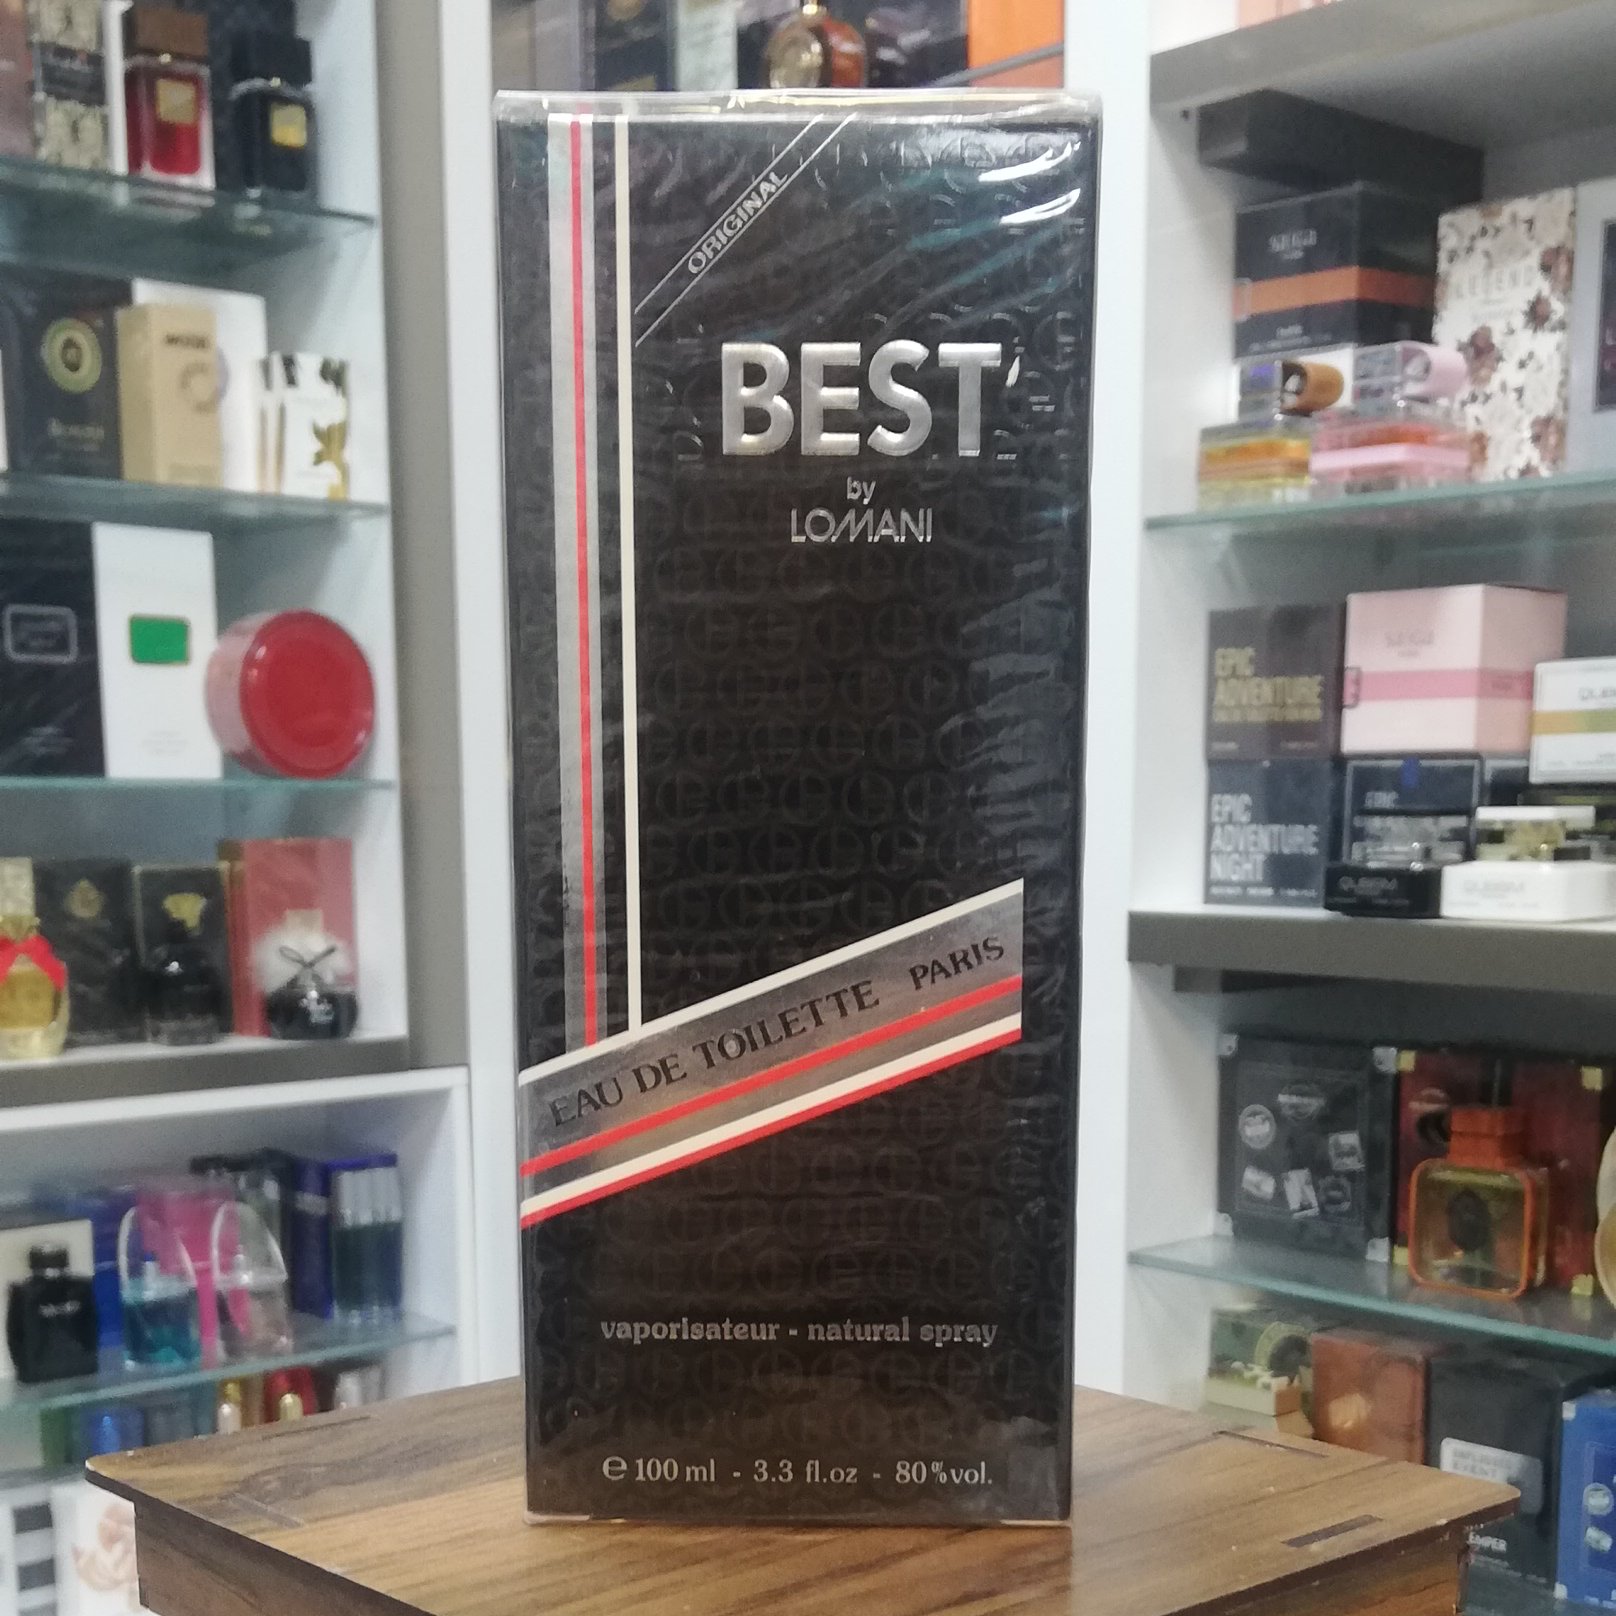 ORIGINAL
BEST
by
LOMANI
EAU DE TOILETTE PARIS
vaporisateur - natural spray
e 100 ml - 3.3 fl.oz - 80%vol.
EPIC
ADVENTURE
EPIC
ADVENTURE
NIGHT